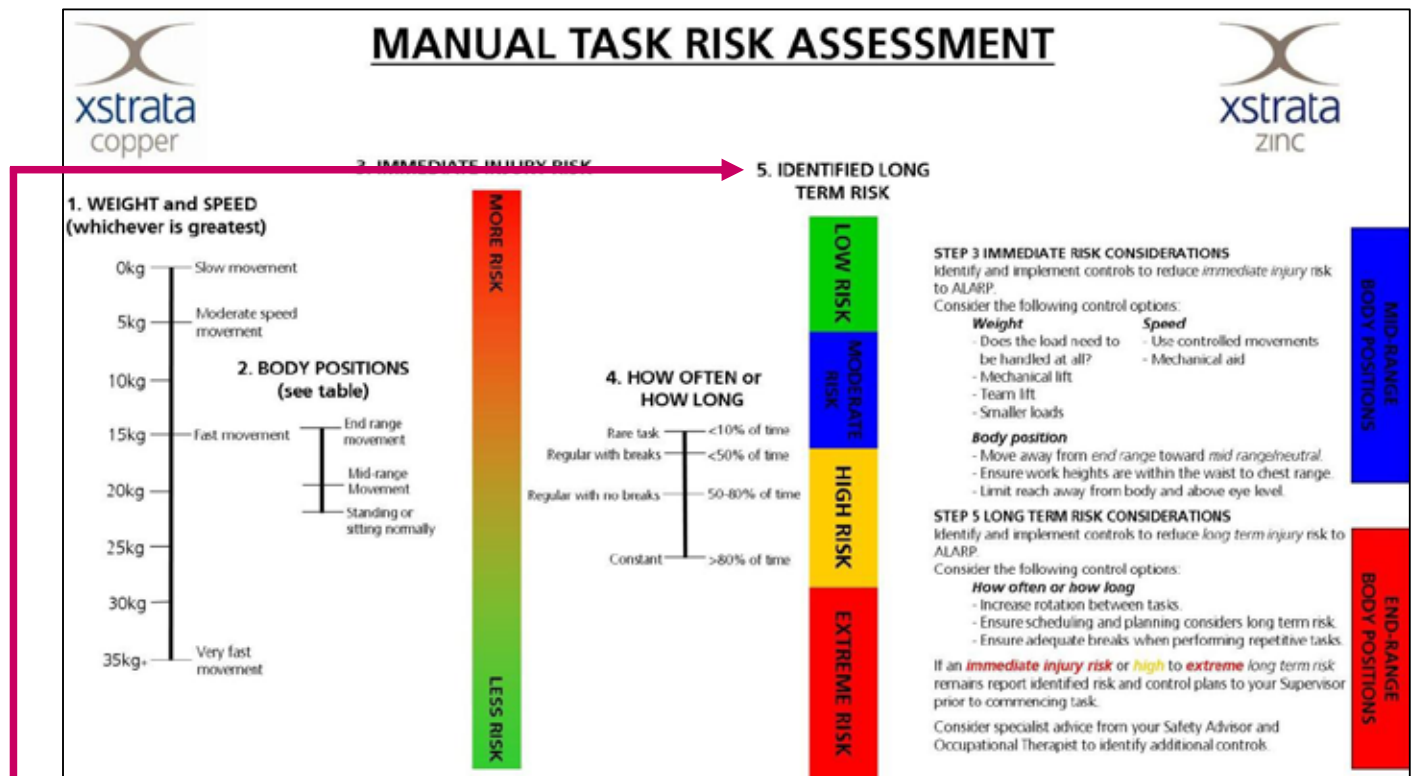 MANUAL TASK RISK ASSESSMENT
xstrata
copper
xstrata
zinc
3. IMMEDIATE INJURY RISK
5. IDENTIFIED LONG
TERM RISK
1. WEIGHT and SPEED
(whichever is greatest)
0kg
Slow movement
5kg
Moderate speed
movement
10kg
15kg
Fast movement
20kg
25kg
30kg
35kg+
Very fast
movement
2. BODY POSITIONS
(see table)
End range
movement
Mid-range
Movement
Standing or
sitting normally
MORE RISK
LESS RISK
4. HOW OFTEN or
HOW LONG
Rare task
<10% of time
Regular with breaks
<50% of time
Regular with no breaks
50-80% of time
Constant
>80% of time
LOW RISK
MODERATE
RISK
HIGH RISK
EXTREME RISK
STEP 3 IMMEDIATE RISK CONSIDERATIONS
Identify and implement controls to reduce immediate injury risk
to ALARP.
Consider the following control options:
Weight
- Does the load need to
be handled at all?
- Mechanical lift
- Team lift
- Smaller loads
Speed
- Use controlled movements
- Mechanical aid
Body position
- Move away from end range toward mid range/neutral.
- Ensure work heights are within the waist to chest range.
- Limit reach away from body and above eye level.
STEP 5 LONG TERM RISK CONSIDERATIONS
Identify and implement controls to reduce long term injury risk to
ALARP.
Consider the following control options:
How often or how long
- Increase rotation between tasks.
- Ensure scheduling and planning considers long term risk.
- Ensure adequate breaks when performing repetitive tasks.
If an immediate injury risk or high to extreme long term risk
remains report identified risk and control plans to your Supervisor
prior to commencing task.
Consider specialist advice from your Safety Advisor and
Occupational Therapist to identify additional controls.
MID-RANGE
BODY POSITIONS
END-RANGE
BODY POSITIONS